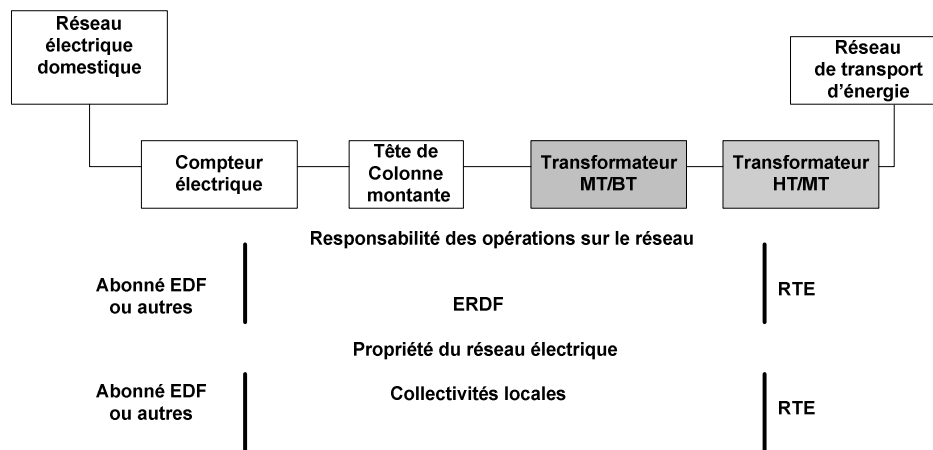 Réseau
électrique
domestique
Réseau
de transport
d'énergie
Compteur
électrique
Tête de
Colonne
montante
Transformateur
MT/BT
Transformateur
HT/MT
Responsabilité des opérations sur le réseau
Abonné EDF
ou autres
ERDF
RTE
Propriété du réseau électrique
Abonné EDF
ou autres
Collectivités locales
RTE